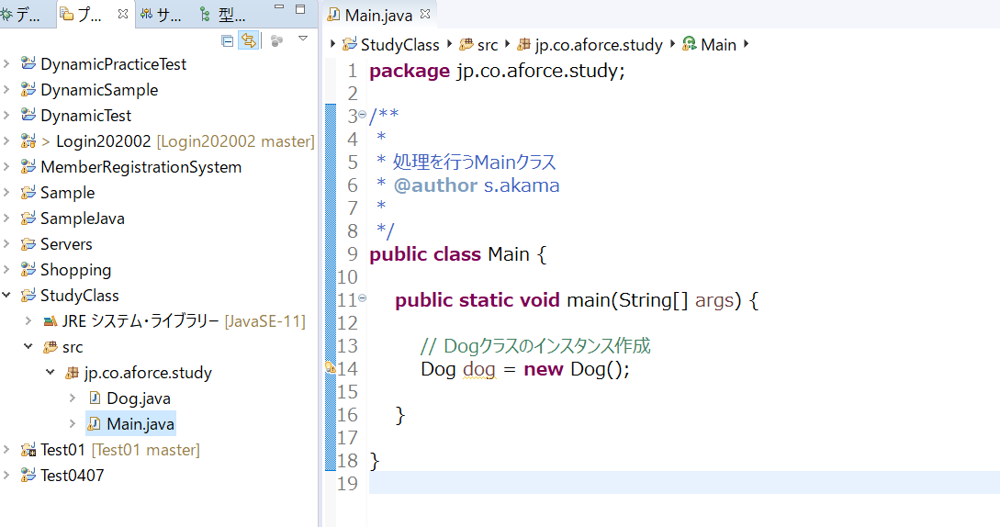 デ...
プ...
サ...
型...
DynamicPracticeTest
DynamicSample
DynamicTest
> Login202002 [Login202002 master]
MemberRegistrationSystem
Sample
SampleJava
Servers
Shopping
StudyClass
JRE システム・ライブラリー [JavaSE-11]
src
jp.co.aforce.study
Dog.java
Main.java
Test01 [Test01 master]
Test0407
Main.java
StudyClass src jp.co.aforce.study Main
1 package jp.co.aforce.study;
2
3 /**
4 *
5 * 処理を行うMainクラス
6 * @author s.akama
7 *
8 */
9 public class Main {
10
11 public static void main(String[] args) {
12
13 // Dogクラスのインスタンス作成
14 Dog dog = new Dog();
15
16 }
17
18 }
19